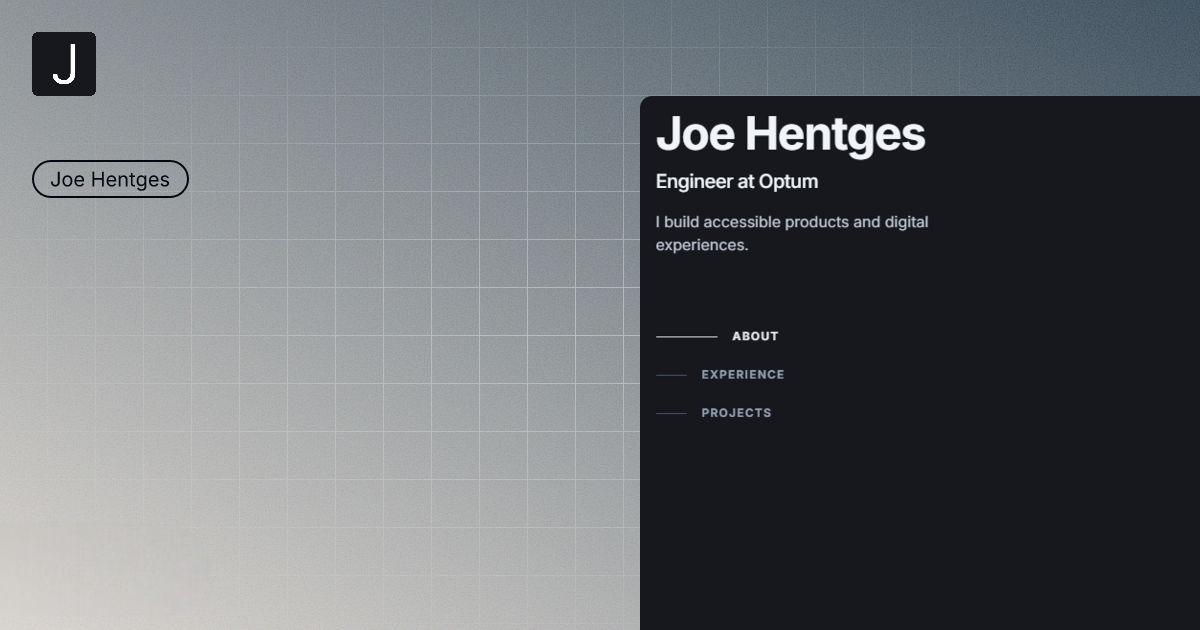 J
Joe Hentges
Joe Hentges
Engineer at Optum
I build accessible products and digital
experiences.
ABOUT
EXPERIENCE
PROJECTS